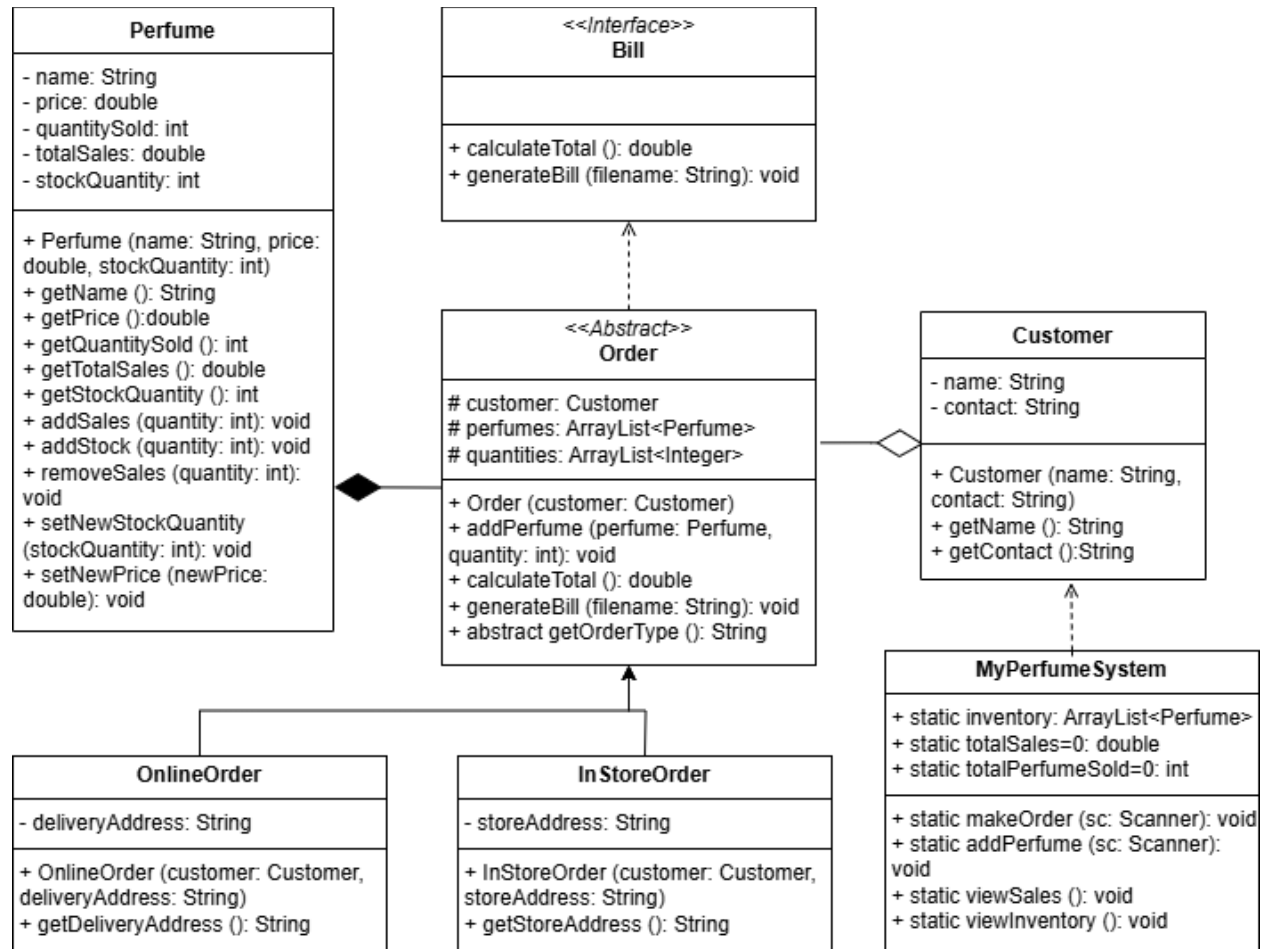 Perfume
- name: String
- price: double
- quantitySold: int
- totalSales: double
- stockQuantity: int
+ Perfume (name: String, price:
double, stockQuantity: int)
+ getName (): String
+ getPrice ():double
+ getQuantitySold (): int
+ getTotalSales (): double
+ getStockQuantity (): int
+ addSales (quantity: int): void
+ addStock (quantity: int): void
+ removeSales (quantity: int):
void
+ setNewStockQuantity
(stockQuantity: int): void
+ setNewPrice (newPrice:
double): void
<<Interface>>
Bill
+ calculateTotal (): double
+ generateBill (filename: String): void
<<Abstract>>
Order
# customer: Customer
# perfumes: ArrayList<Perfume>
# quantities: ArrayList<Integer>
+ Order (customer: Customer)
+ addPerfume (perfume: Perfume,
quantity: int): void
+ calculateTotal (): double
+ generateBill (filename: String): void
+ abstract getOrderType (): String
Customer
- name: String
- contact: String
+ Customer (name: String,
contact: String)
+ getName (): String
+ getContact ():String
OnlineOrder
- deliveryAddress: String
+ OnlineOrder (customer: Customer,
deliveryAddress: String)
+ getDeliveryAddress (): String
InStoreOrder
- storeAddress: String
+ InStoreOrder (customer: Customer,
storeAddress: String)
+ getStoreAddress (): String
MyPerfumeSystem
+ static inventory: ArrayList<Perfume>
+ static totalSales=0: double
+ static totalPerfumeSold=0: int
+ static makeOrder (sc: Scanner): void
+ static addPerfume (sc: Scanner):
void
+ static viewSales (): void
+ static viewInventory (): void